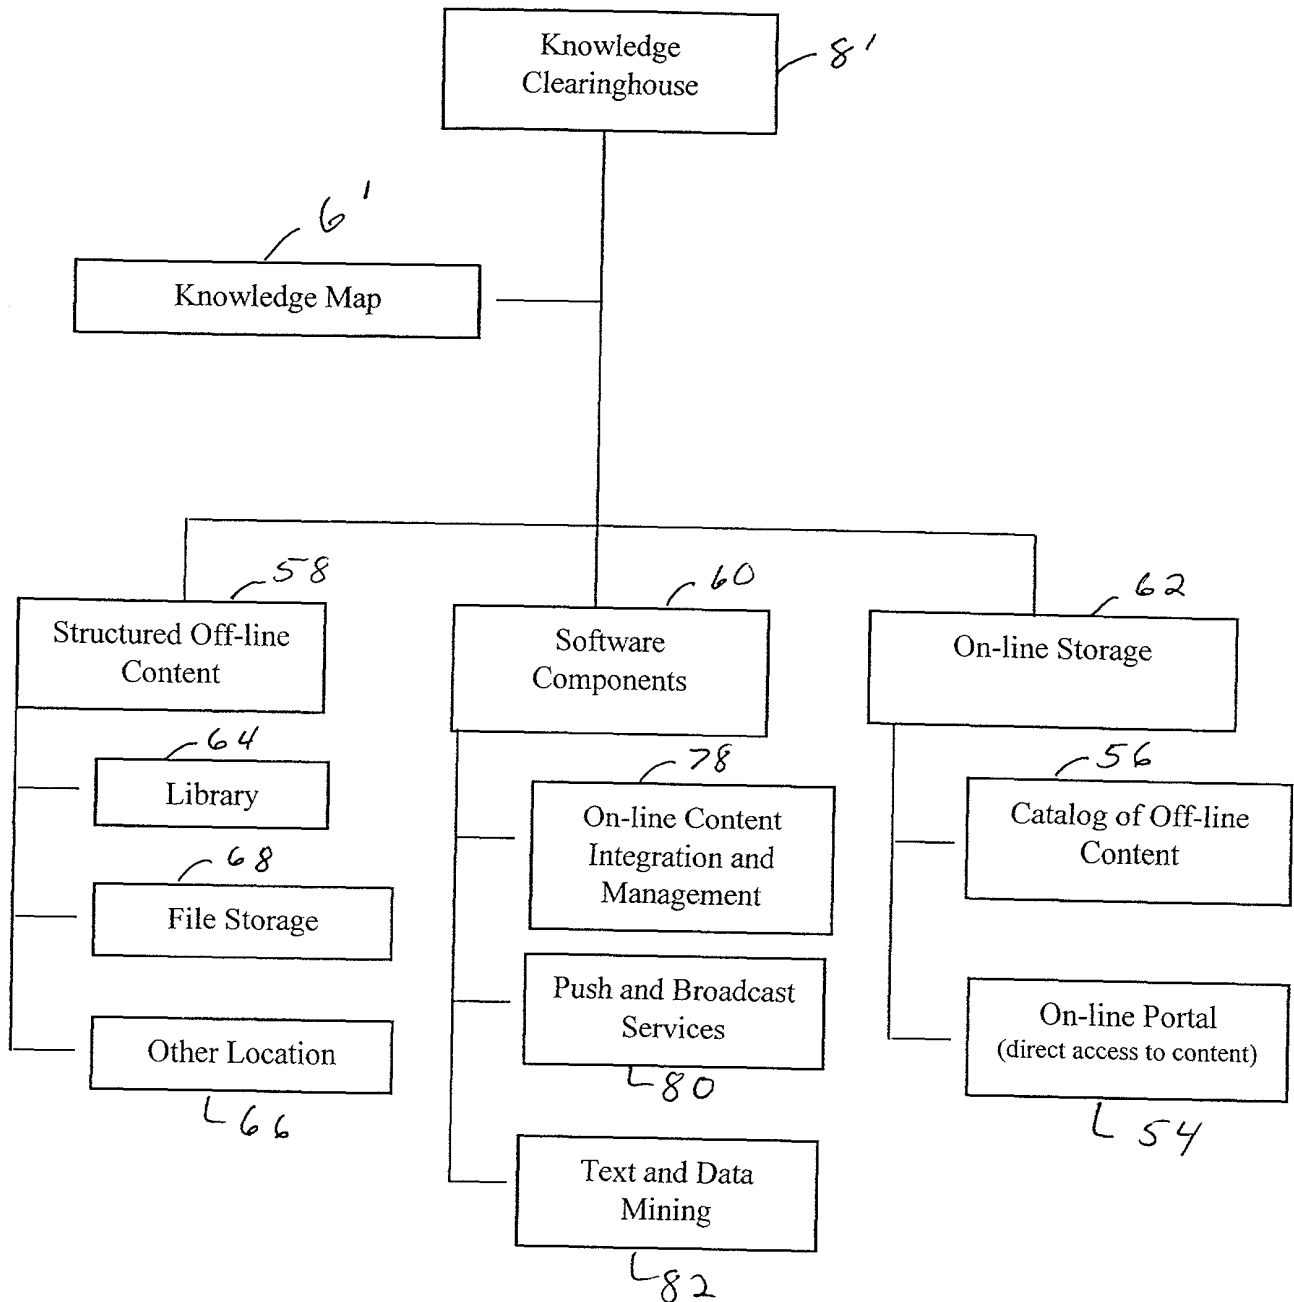 Knowledge
Clearinghouse
8'
6'
Knowledge Map
58
Structured Off-line
Content
64
Library
68
File Storage
Other Location
66
60
Software
Components
78
On-line Content
Integration and
Management
Push and Broadcast
Services
80
Text and Data
Mining
82
62
On-line Storage
56
Catalog of Off-line
Content
On-line Portal
(direct access to content)
54